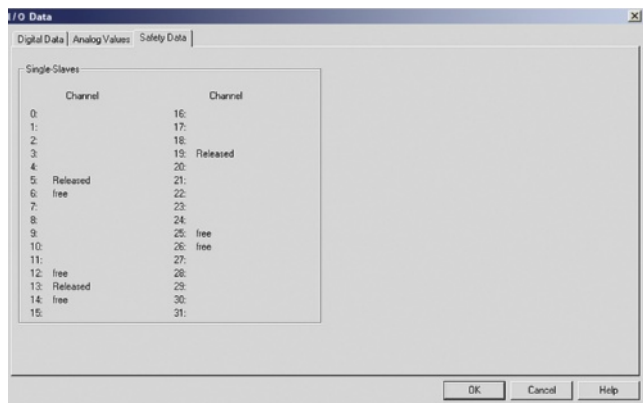 I/O Data
Digital Data Analog Values Safety Data
Single-Slaves
Channel Channel
0: 16:
1: 17:
2: 18:
3: 19: Released
4: 20:
5: Released 21:
6: free 22:
7: 23:
8: 24:
9: 25: free
10: 26: free
11: 27:
12: free 28:
13: Released 29:
14: free 30:
15: 31:
OK Cancel Help